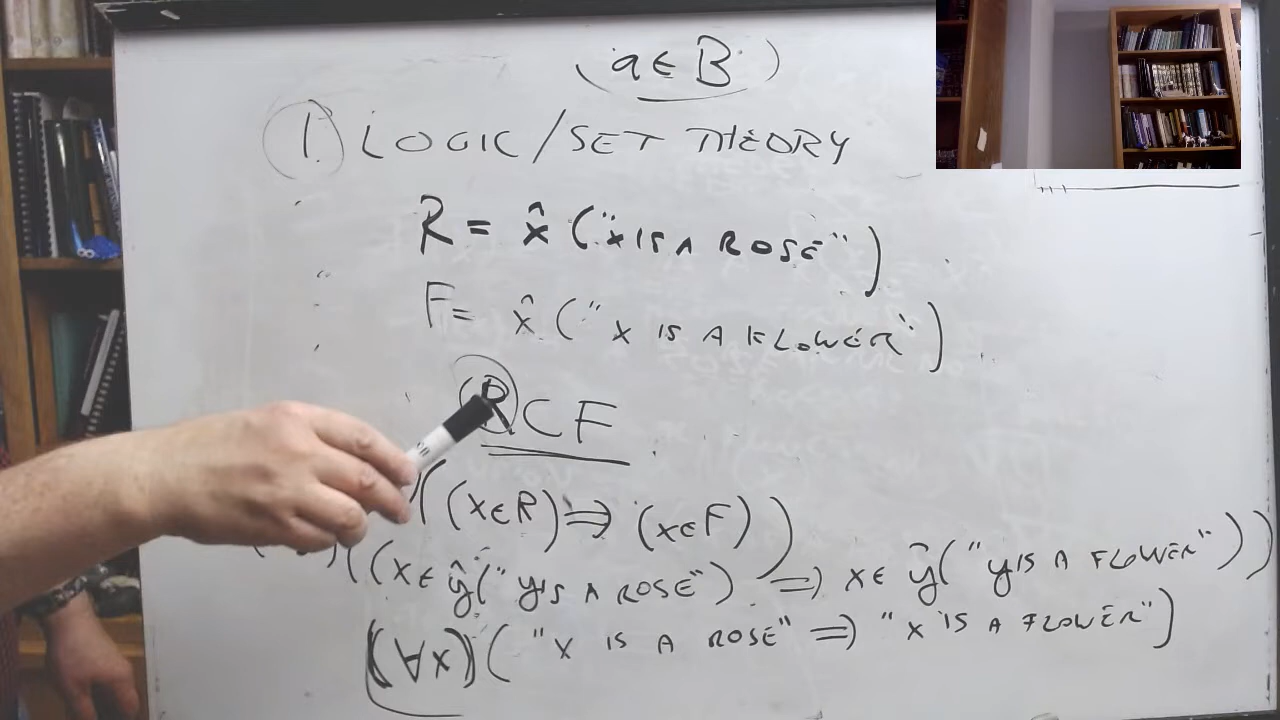 (a ∈ B)
1.) LOGIC/SET THEORY
R = x̂ ("x IS A ROSE")
F = x̂ (" x IS A FLOWER")
R ⊂ F
((x∈R) ⟹ (x∈F))
((x ∈ ŷ(" y IS A ROSE") ⟹ x ∈ ŷ("y IS A FLOWER"))
(∀x)( "x IS A ROSE" ⟹ "x IS A FLOWER")